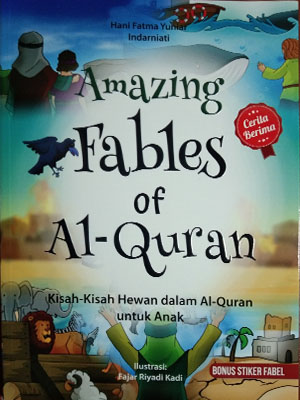 Hani Fatma Yuniar
Indarniati
Amazing
Fables
of
Al-Quran
Cerita
Berima
Kisah-Kisah Hewan dalam Al-Quran
untuk Anak
Ilustrasi:
Fajar Riyadi Kadi
BONUS STIKER FABEL